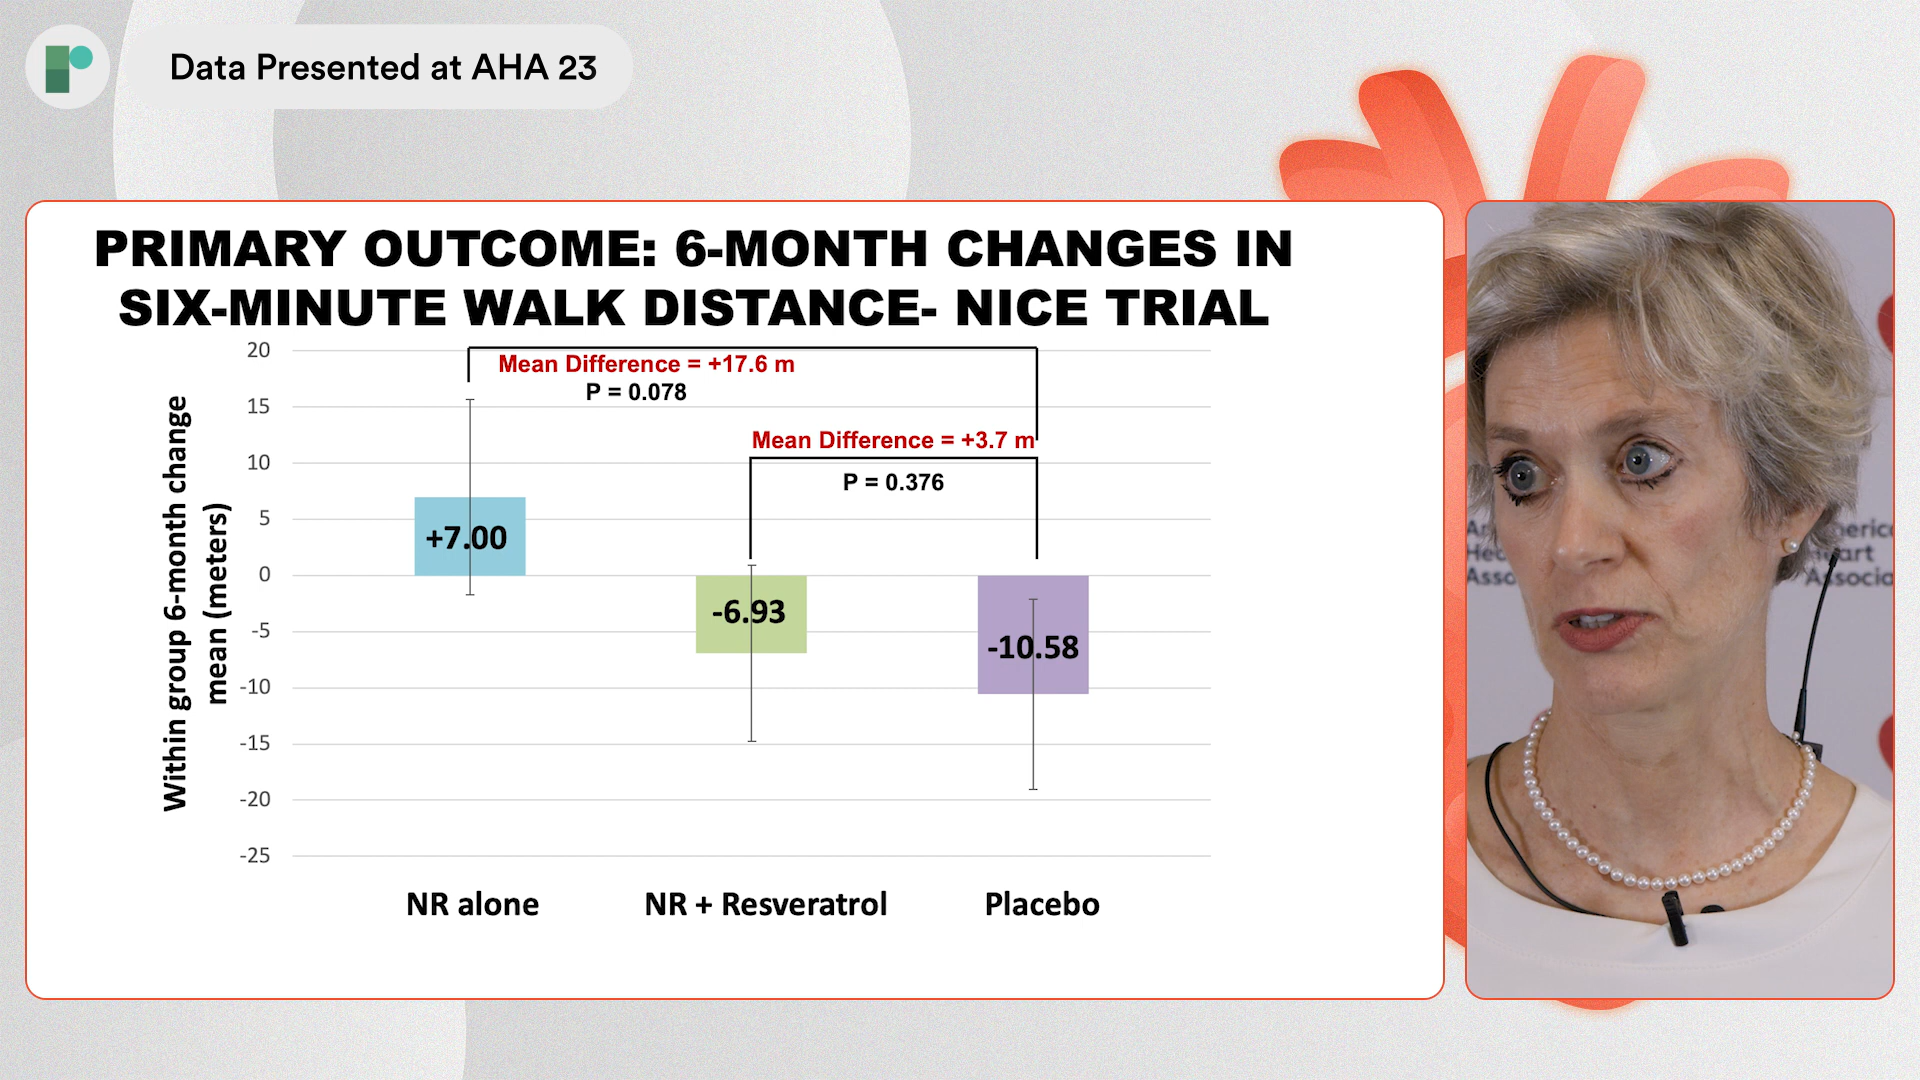 Data Presented at AHA 23
PRIMARY OUTCOME: 6-MONTH CHANGES IN
SIX-MINUTE WALK DISTANCE- NICE TRIAL
Within group 6-month change
mean (meters)
20
15
10
5
0
-5
-10
-15
-20
-25
Mean Difference = +17.6 m
P = 0.078
Mean Difference = +3.7 m
P = 0.376
+7.00
-6.93
-10.58
NR alone
NR + Resveratrol
Placebo